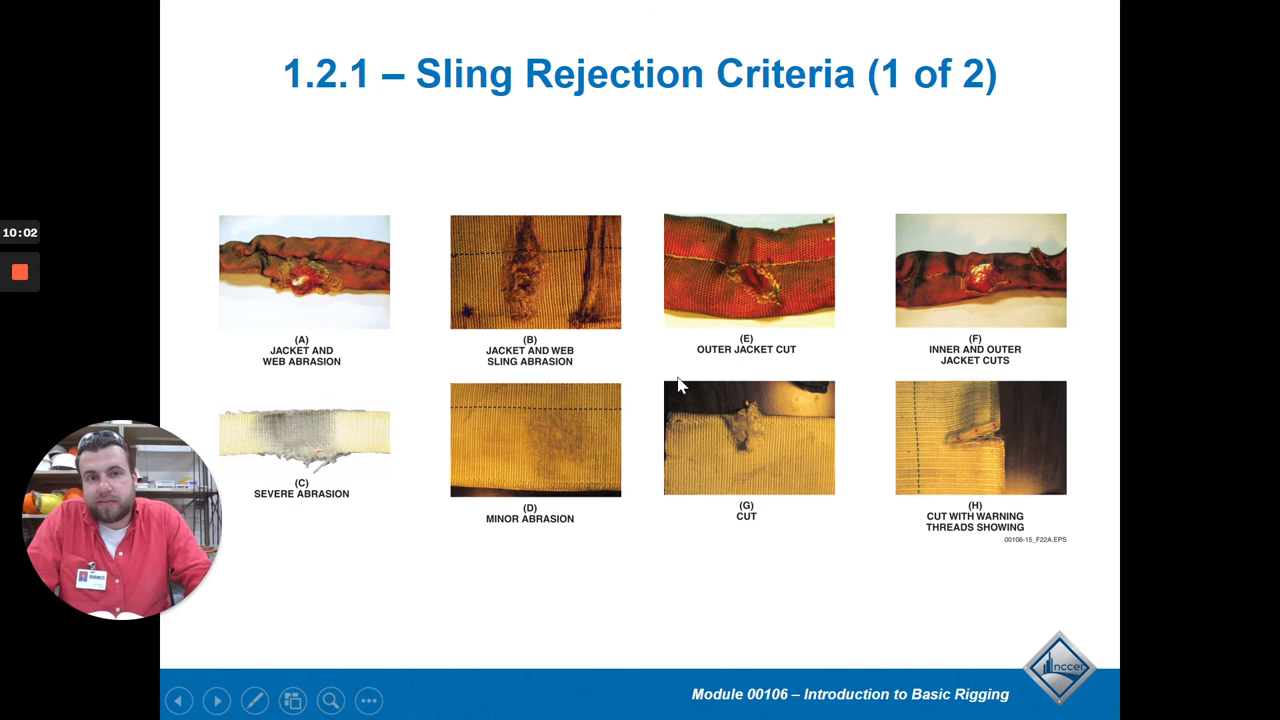 1.2.1 – Sling Rejection Criteria (1 of 2)
10:02
(A)
JACKET AND
WEB ABRASION
(B)
JACKET AND WEB
SLING ABRASION
(E)
OUTER JACKET CUT
(F)
INNER AND OUTER
JACKET CUTS
(C)
SEVERE ABRASION
(D)
MINOR ABRASION
(G)
CUT
(H)
CUT WITH WARNING
THREADS SHOWING
00106-15_F22A.EPS
nccer
Module 00106 – Introduction to Basic Rigging